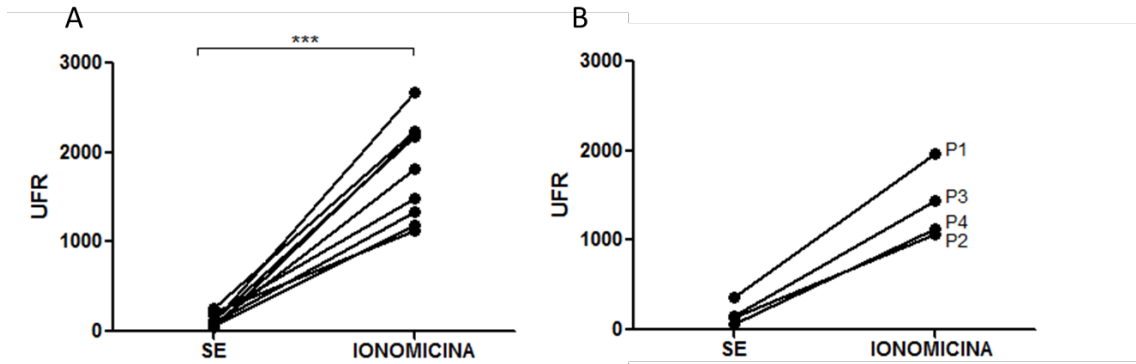 A
***
3000
2000
1000
0
UFR
SE IONOMICINA
B
3000
2000
1000
0
UFR
P1
P3
P4
P2
SE IONOMICINA